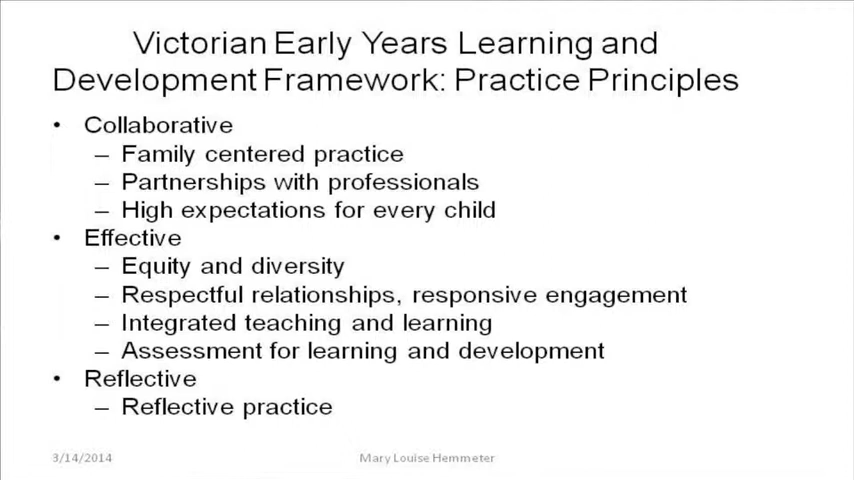 Victorian Early Years Learning and
Development Framework: Practice Principles
• Collaborative
– Family centered practice
– Partnerships with professionals
– High expectations for every child
• Effective
– Equity and diversity
– Respectful relationships, responsive engagement
– Integrated teaching and learning
– Assessment for learning and development
• Reflective
– Reflective practice
3/14/2014
Mary Louise Hemmeter